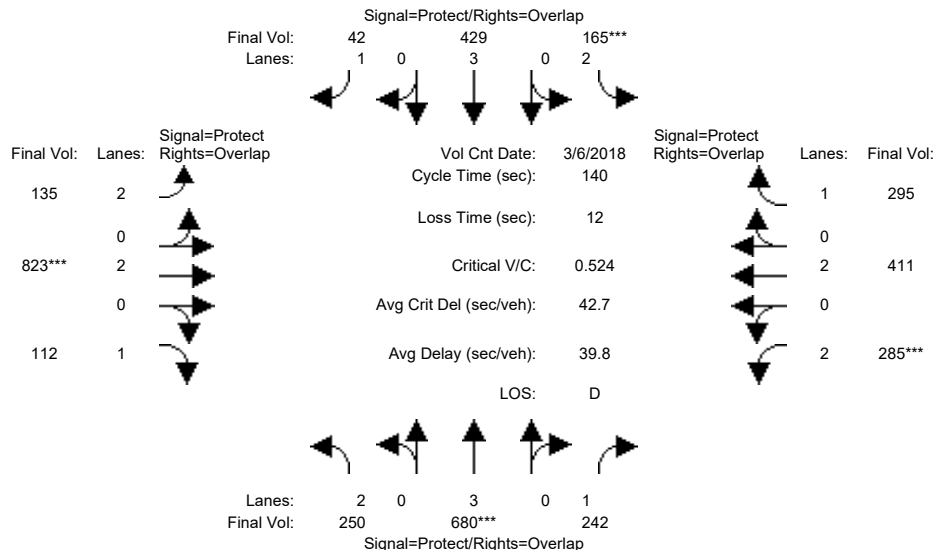 Signal=Protect/Rights=Overlap
Final Vol: 42 429 165***
Lanes: 1 0 3 0 2
Signal=Protect Signal=Protect
Final Vol: Lanes: Rights=Overlap Vol Cnt Date: 3/6/2018 Rights=Overlap Lanes: Final Vol:
Cycle Time (sec): 140
135 2 1 295
Loss Time (sec): 12
0 0
823*** 2 Critical V/C: 0.524 2 411
0 Avg Crit Del (sec/veh): 42.7 0
112 1 Avg Delay (sec/veh): 39.8 2 285***
LOS: D
Lanes: 2 0 3 0 1
Final Vol: 250 680*** 242
Signal=Protect/Rights=Overlap